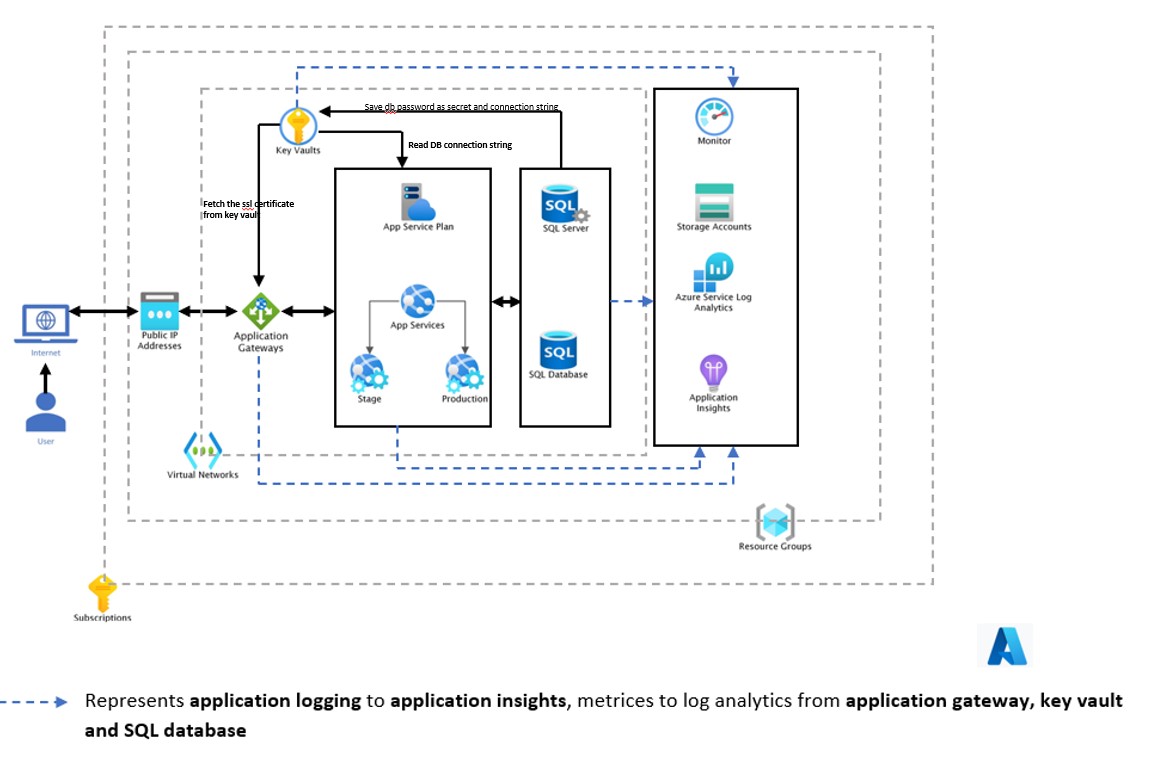 Save db password as secret and connection string
Key Vaults
Read DB connection string
Monitor
Fetch the ssl certificate
from key vault
App Service Plan
SQL
SQL Server
Storage Accounts
Azure Service Log
Analytics
Internet
Public IP
Addresses
Application
Gateways
App Services
Stage
Production
SQL
SQL Database
Application
Insights
User
Virtual Networks
Resource Groups
Subscriptions
Represents application logging to application insights, metrices to log analytics from application gateway, key vault
and SQL database